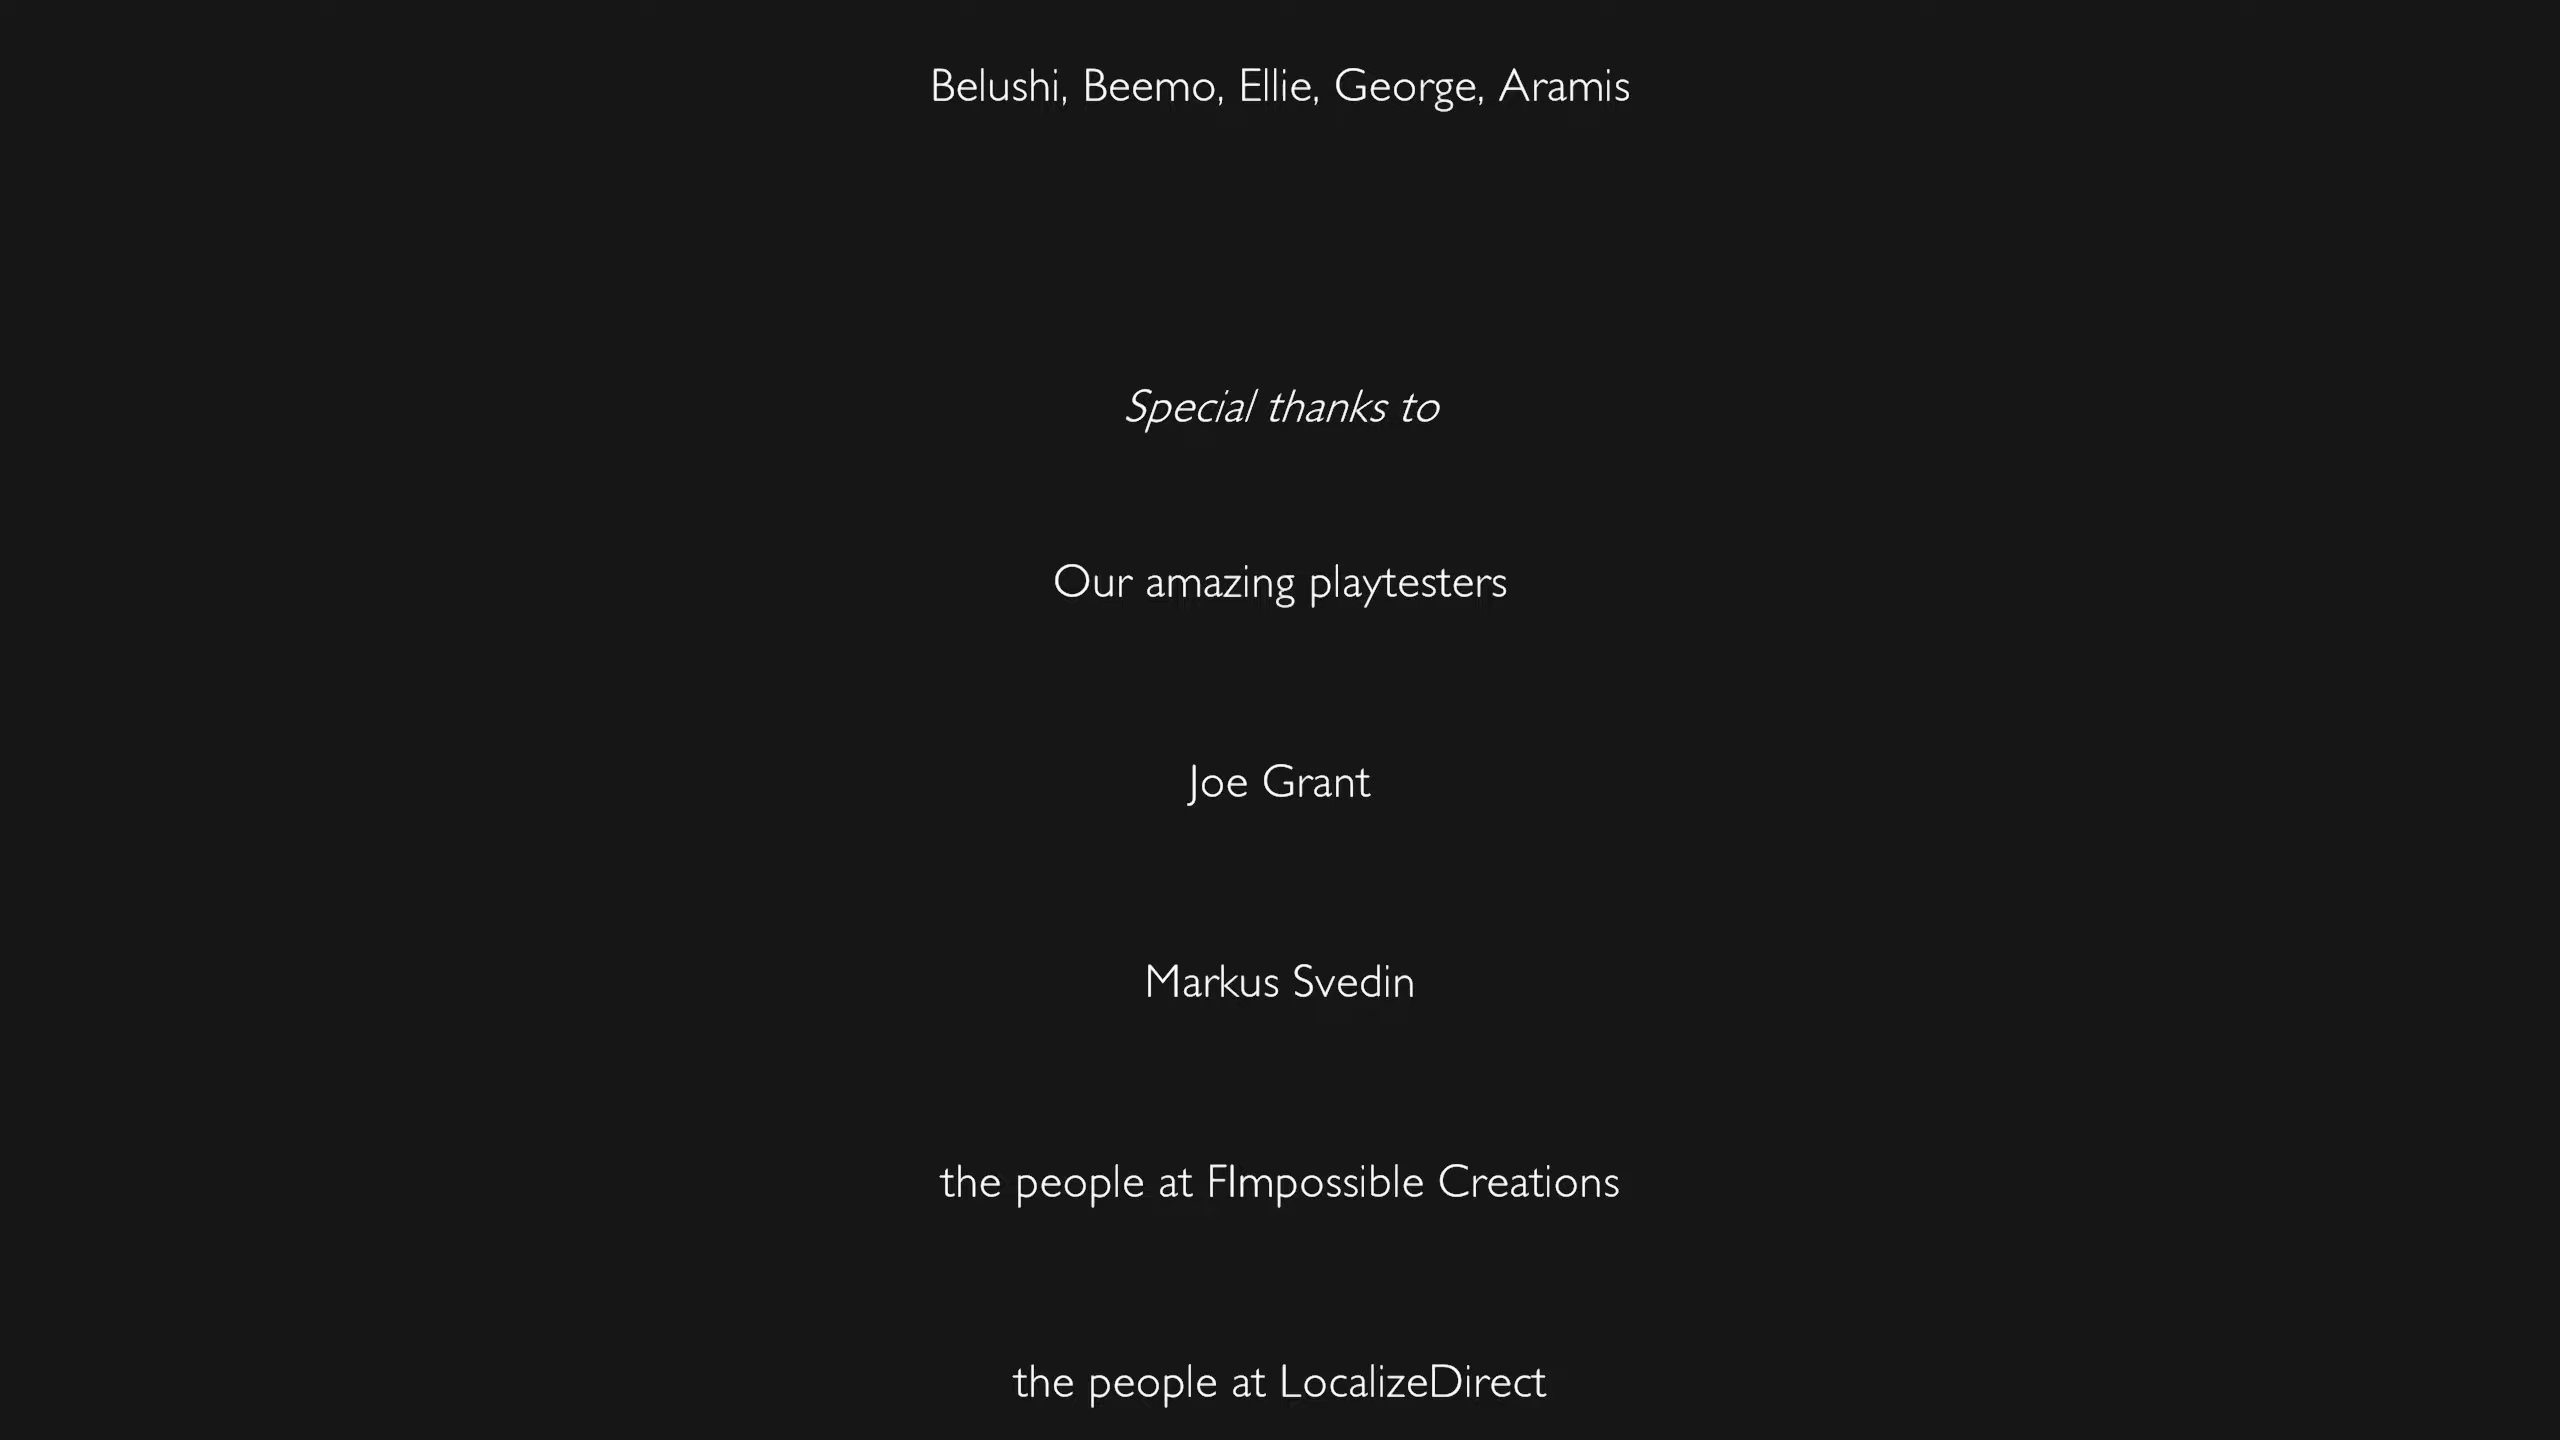 Belushi, Beemo, Ellie, George, Aramis
Special thanks to
Our amazing playtesters
Joe Grant
Markus Svedin
the people at FImpossible Creations
the people at LocalizeDirect